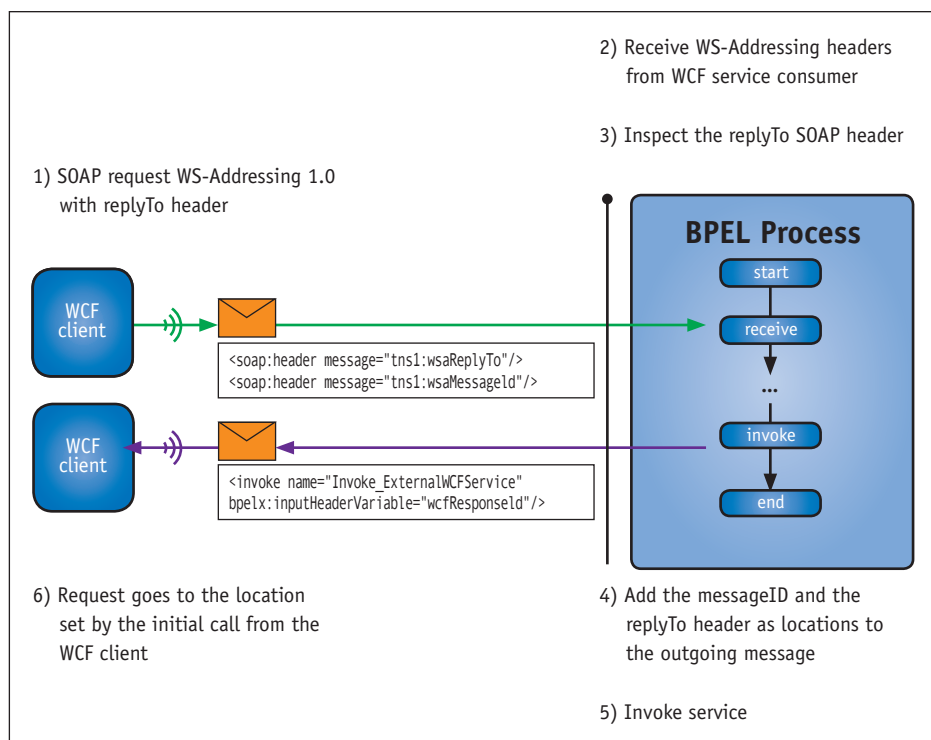 2) Receive WS-Addressing headers
from WCF service consumer
3) Inspect the replyTo SOAP header
1) SOAP request WS-Addressing 1.0
with replyTo header
BPEL Process
start
WCF
client
receive
<soap:header message="tns1:wsaReplyTo"/>
<soap:header message="tns1:wsaMessageld"/>
...
WCF
client
invoke
<invoke name="Invoke_ExternalWCFService"
bpelx:inputHeaderVariable="wcfResponseld"/>
end
6) Request goes to the location
set by the initial call from the
WCF client
4) Add the messageID and the
replyTo header as locations to
the outgoing message
5) Invoke service